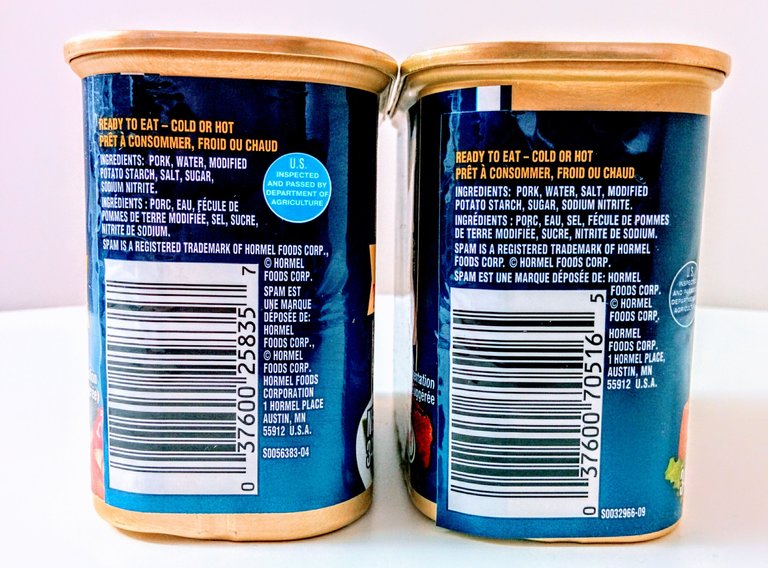 READY TO EAT – COLD OR HOT
PRÊT À CONSOMMER, FROID OU CHAUD
INGREDIENTS: PORK, WATER, MODIFIED
POTATO STARCH, SALT, SUGAR,
SODIUM NITRITE.
INGRÉDIENTS : PORC, EAU, FÉCULE DE
POMMES DE TERRE MODIFIÉE, SEL, SUCRE,
NITRITE DE SODIUM.
SPAM IS A REGISTERED TRADEMARK OF HORMEL FOODS CORP.,
© HORMEL
FOODS CORP.
SPAM EST
UNE MARQUE
DÉPOSÉE DE:
HORMEL
FOODS CORP.,
© HORMEL
FOODS CORP.
HORMEL FOODS
CORPORATION
1 HORMEL PLACE
AUSTIN, MN
55912 U.S.A.
S0056383-04
U.S.
INSPECTED
AND PASSED BY
DEPARTMENT OF
AGRICULTURE
0 37600 25835 7
READY TO EAT – COLD OR HOT
PRÊT À CONSOMMER, FROID OU CHAUD
INGREDIENTS: PORK, WATER, SALT, MODIFIED
POTATO STARCH, SUGAR, SODIUM NITRITE.
INGRÉDIENTS : PORC, EAU, SEL, FÉCULE DE POMMES
DE TERRE MODIFIÉE, SUCRE, NITRITE DE SODIUM.
SPAM IS A REGISTERED TRADEMARK OF HORMEL
FOODS CORP. © HORMEL FOODS CORP.
SPAM EST UNE MARQUE DÉPOSÉE DE: HORMEL
FOODS CORP.
© HORMEL
FOODS CORP.
HORMEL
FOODS CORP.
1 HORMEL PLACE,
AUSTIN, MN
55912 U.S.A.
S0032966-09
U.S.
0 37600 70516 5